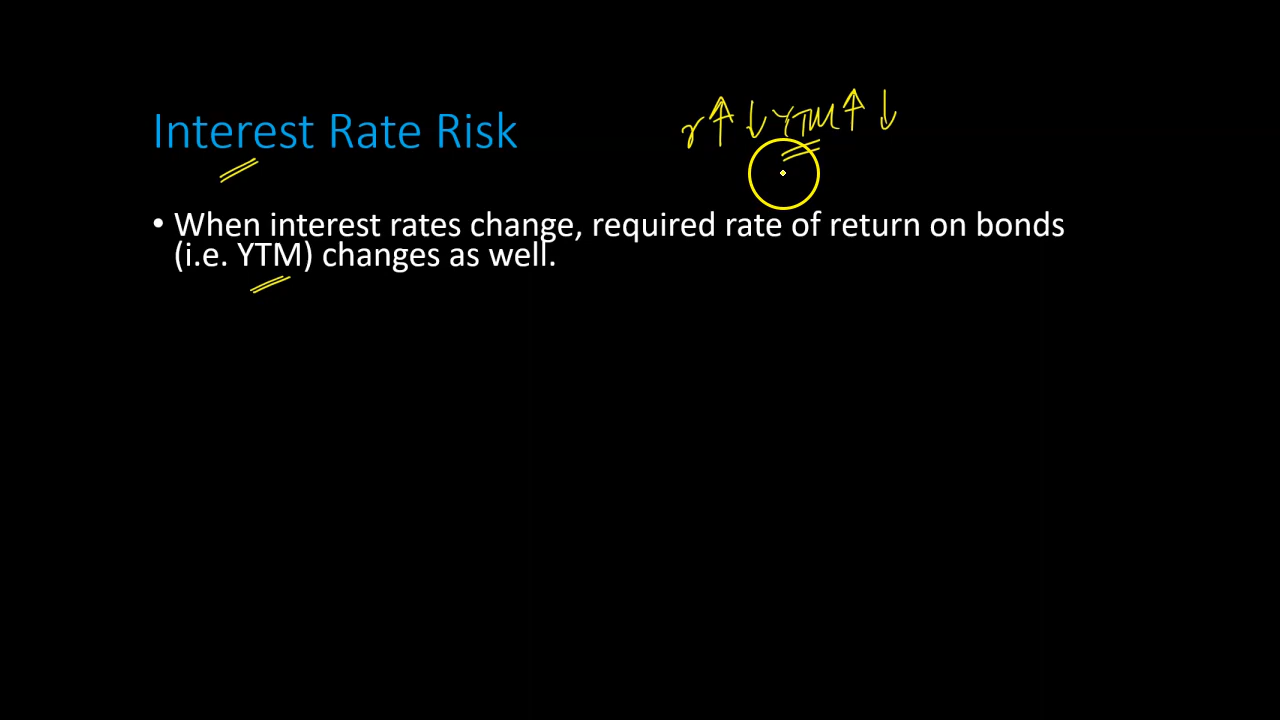 Interest Rate Risk
r↑ ↓ YTM ↑ ↓
• When interest rates change, required rate of return on bonds
(i.e. YTM) changes as well.